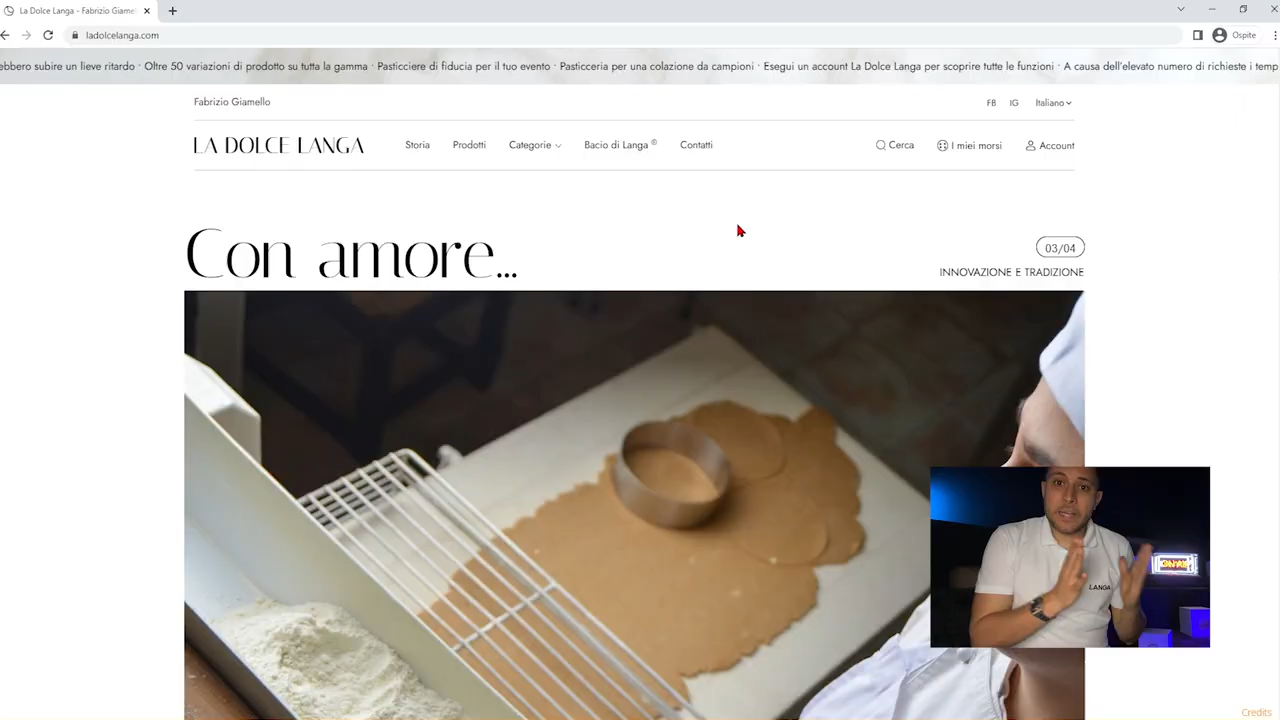 La Dolce Langa - Fabrizio Giamel
ladolcelanga.com
Ospite
ebbero subire un lieve ritardo · Oltre 50 variazioni di prodotto su tutta la gamma · Pasticciere di fiducia per il tuo evento · Pasticceria per una colazione da campioni · Esegui un account La Dolce Langa per scoprire tutte le funzioni · A causa dell'elevato numero di richieste i temp
Fabrizio Giamello
FB IG Italiano
LA DOLCE LANGA Storia Prodotti Categorie Bacio di Langa ® Contatti Cerca I miei morsi Account
Con amore...
03/04
INNOVAZIONE E TRADIZIONE
LANGA
Credits